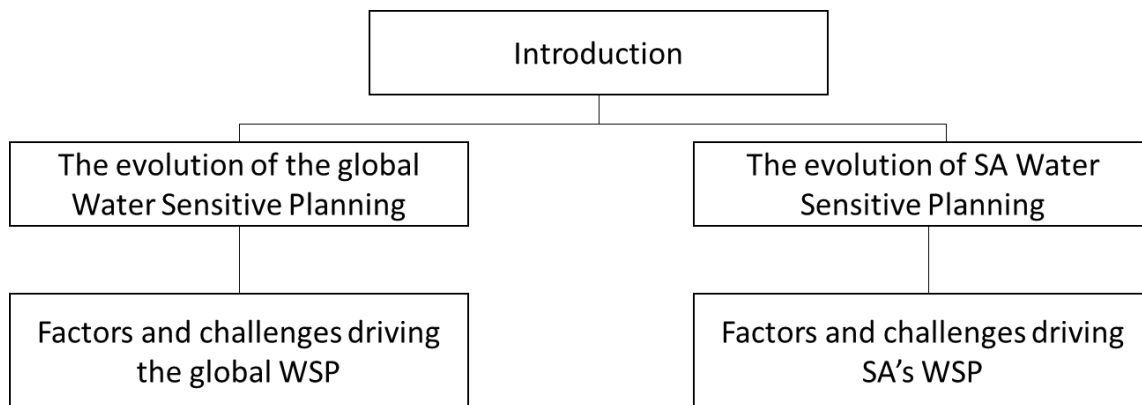 Introduction
The evolution of the global
Water Sensitive Planning
The evolution of SA Water
Sensitive Planning
Factors and challenges driving
the global WSP
Factors and challenges driving
SA’s WSP